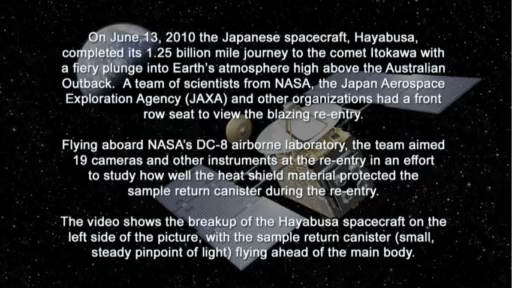 On June 13, 2010 the Japanese spacecraft, Hayabusa,
completed its 1.25 billion mile journey to the comet Itokawa with
a fiery plunge into Earth's atmosphere high above the Australian
Outback. A team of scientists from NASA, the Japan Aerospace
Exploration Agency (JAXA) and other organizations had a front
row seat to view the blazing re-entry.
Flying aboard NASA's DC-8 airborne laboratory, the team aimed
19 cameras and other instruments at the re-entry in an effort
to study how well the heat shield material protected the
sample return canister during the re-entry.
The video shows the breakup of the Hayabusa spacecraft on the
left side of the picture, with the sample return canister (small,
steady pinpoint of light) flying ahead of the main body.